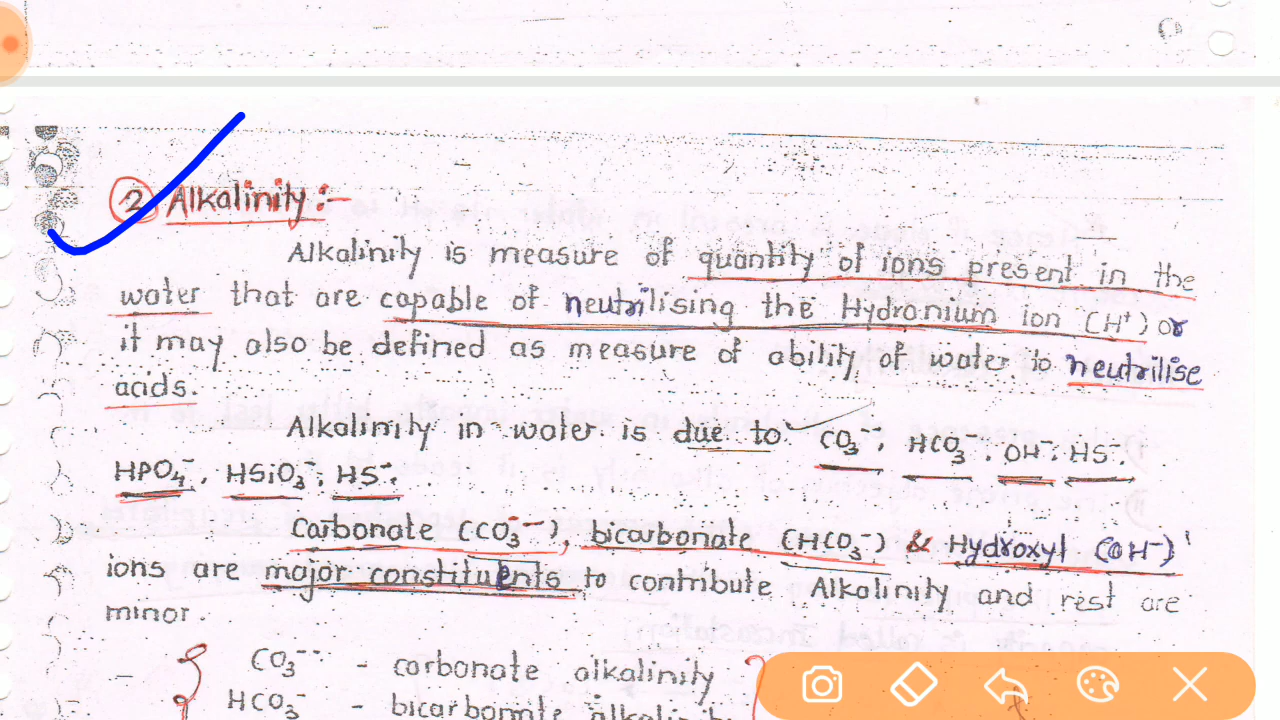 ② Alkalinity :-
Alkalinity is measure of quantity of ions present in the
water that are capable of neutrilising the Hydronium ion (H⁺) or
it may also be defined as measure of ability of water to neutrilise
acids.
Alkalinity in water is due to CO₃⁻⁻, HCO₃⁻, OH⁻, HS⁻,
HPO₄⁻, HSiO₃⁻, HS⁻.
Carbonate (CO₃⁻⁻), bicarbonate (HCO₃⁻) & Hydroxyl (OH⁻)
ions are major constituents to contribute Alkalinity and rest are
minor.
CO₃⁻⁻ - carbonate alkalinity
HCO₃⁻ - bicarbonate alkalinity